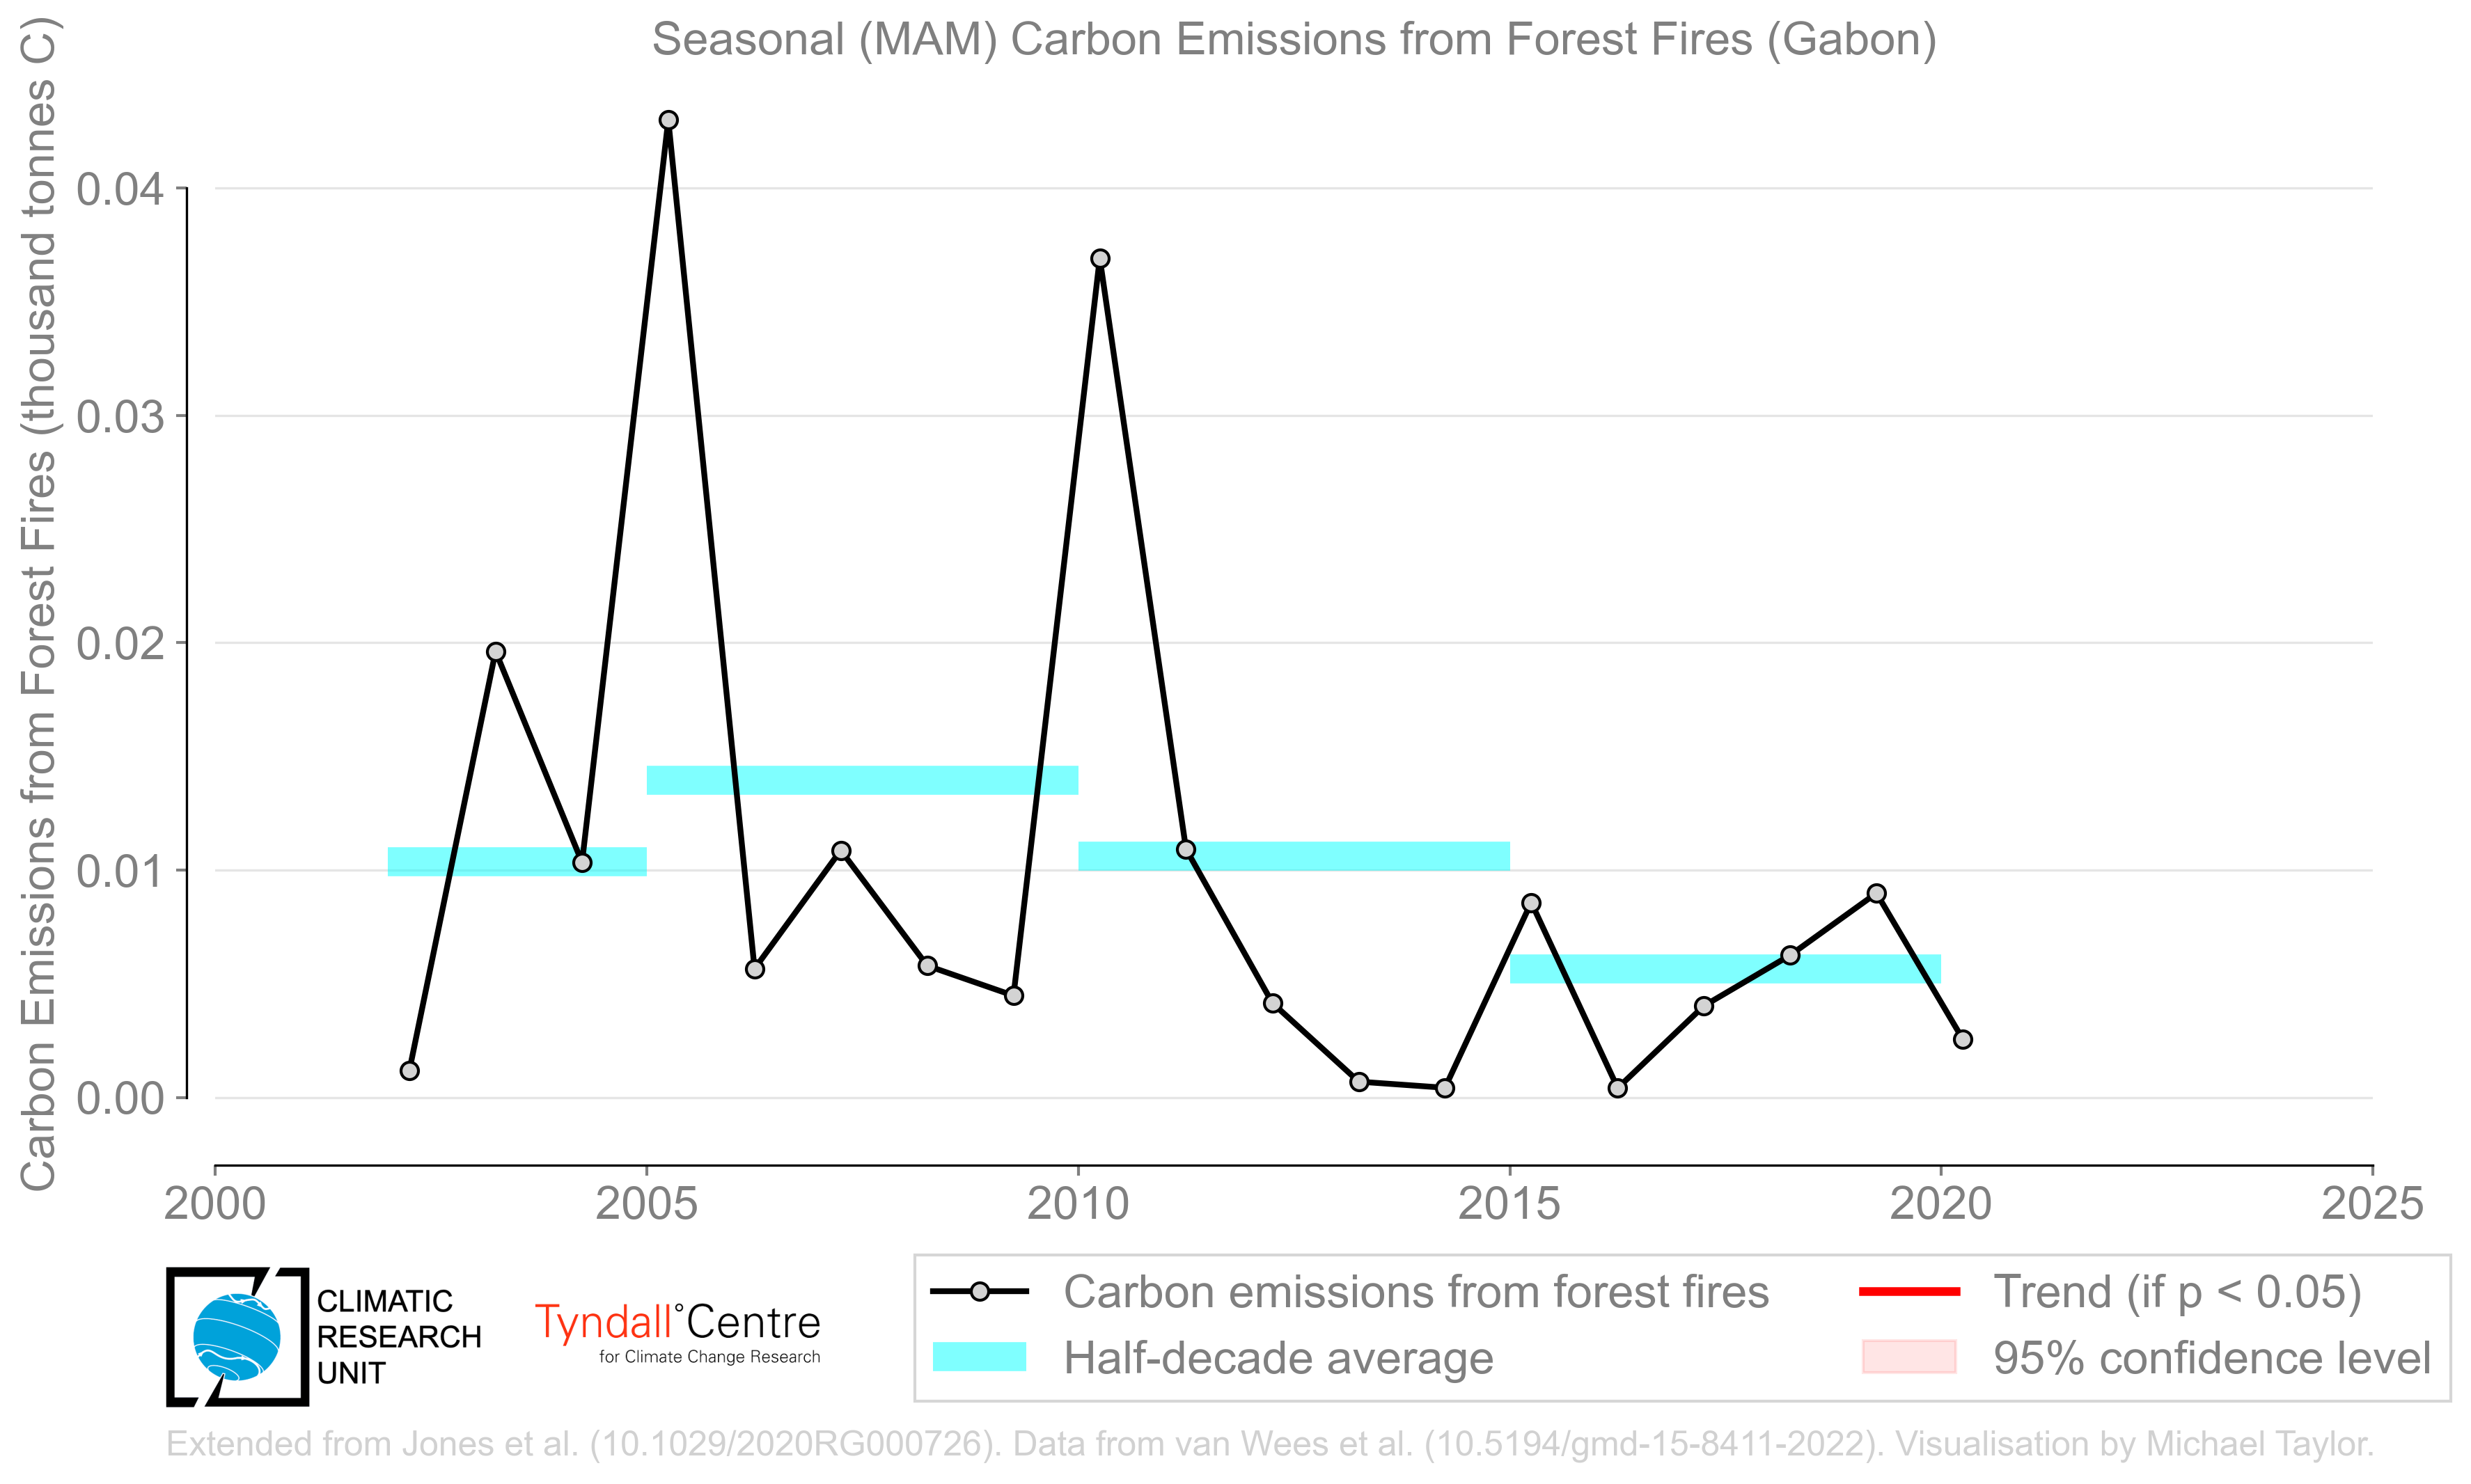 Seasonal (MAM) Carbon Emissions from Forest Fires (Gabon)
Carbon Emissions from Forest Fires (thousand tonnes C)
0.04
0.03
0.02
0.01
0.00
2000 2005 2010 2015 2020 2025
CLIMATIC
RESEARCH
UNIT
Tyndall°Centre
for Climate Change Research
Carbon emissions from forest fires
Half-decade average
Trend (if p < 0.05)
95% confidence level
Extended from Jones et al. (10.1029/2020RG000726). Data from van Wees et al. (10.5194/gmd-15-8411-2022). Visualisation by Michael Taylor.